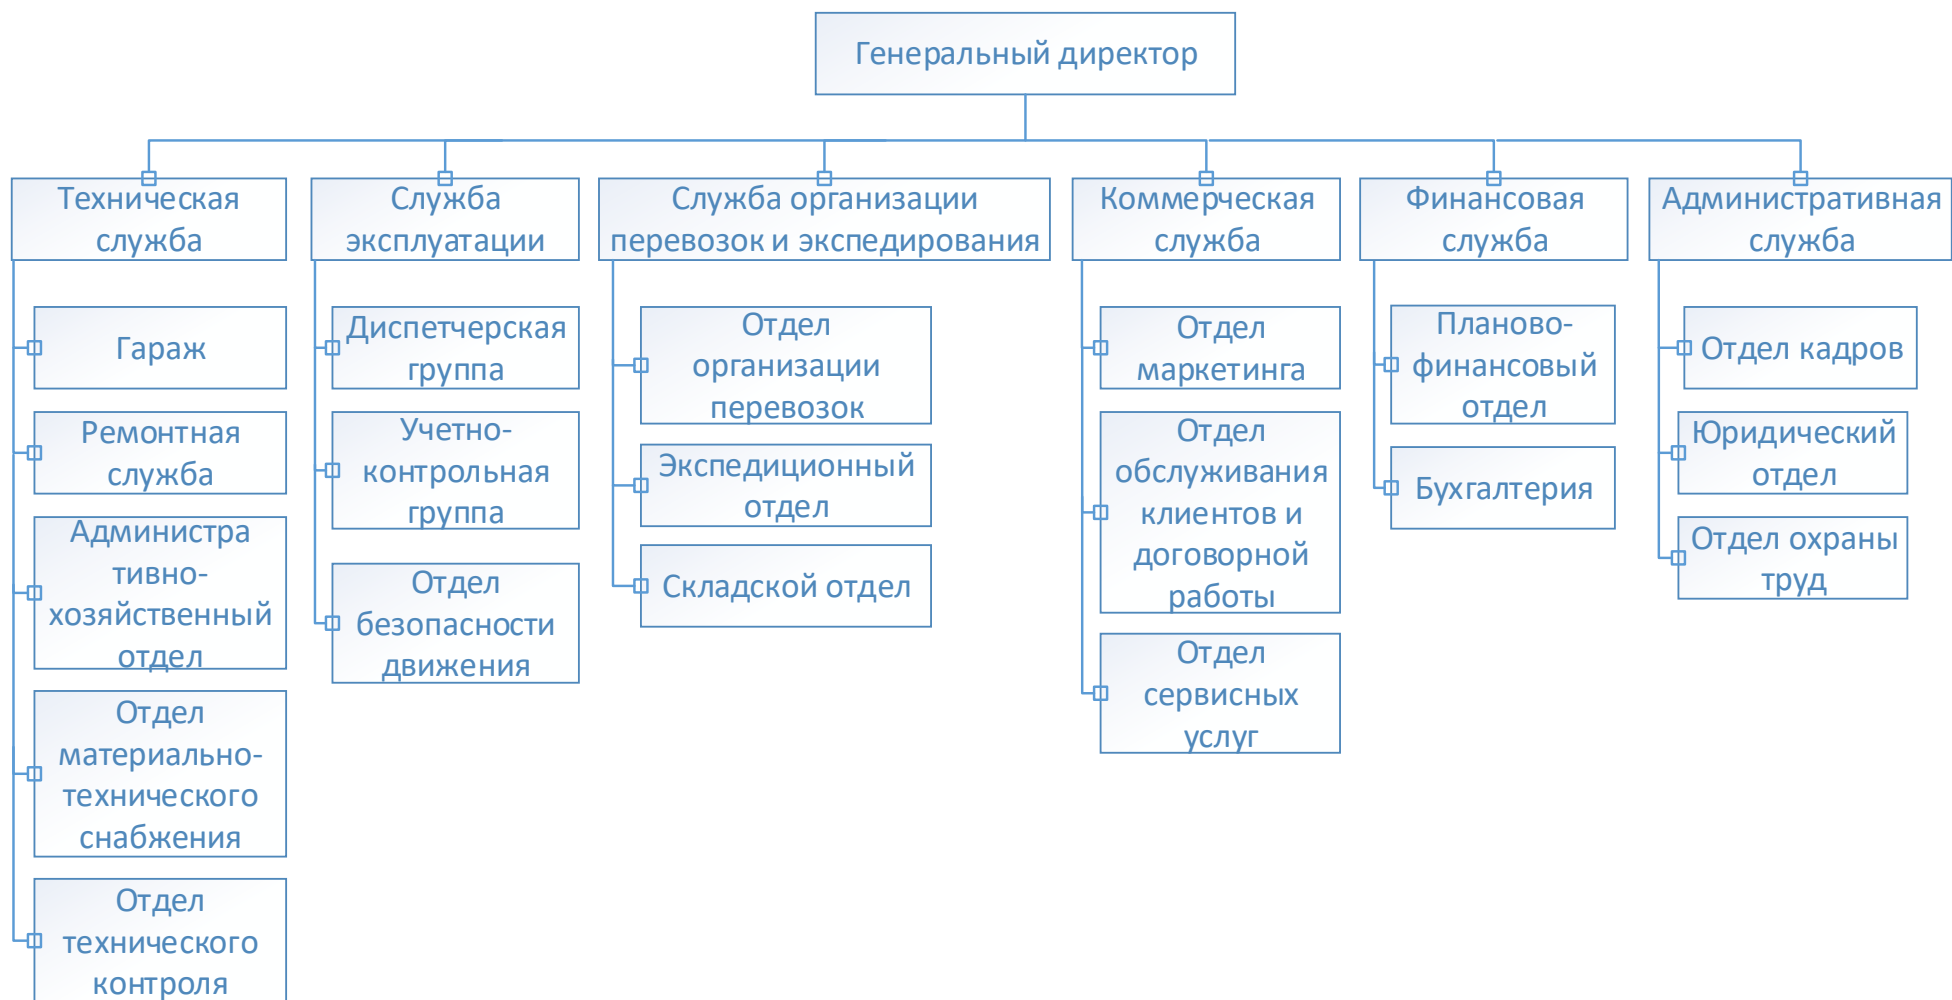 Генеральный директор
Техническая
служба
Служба
эксплуатации
Служба организации
перевозок и экспедирования
Коммерческая
служба
Финансовая
служба
Административная
служба
Гараж
Ремонтная
служба
Администра
тивно-
хозяйственный
отдел
Отдел
материально-
технического
снабжения
Отдел
технического
контроля
Диспетчерская
группа
Учетно-
контрольная
группа
Отдел
безопасности
движения
Отдел
организации
перевозок
Экспедиционный
отдел
Складской отдел
Отдел
маркетинга
Отдел
обслуживания
клиентов и
договорной
работы
Отдел
сервисных
услуг
Планово-
финансовый
отдел
Бухгалтерия
Отдел кадров
Юридический
отдел
Отдел охраны
труд